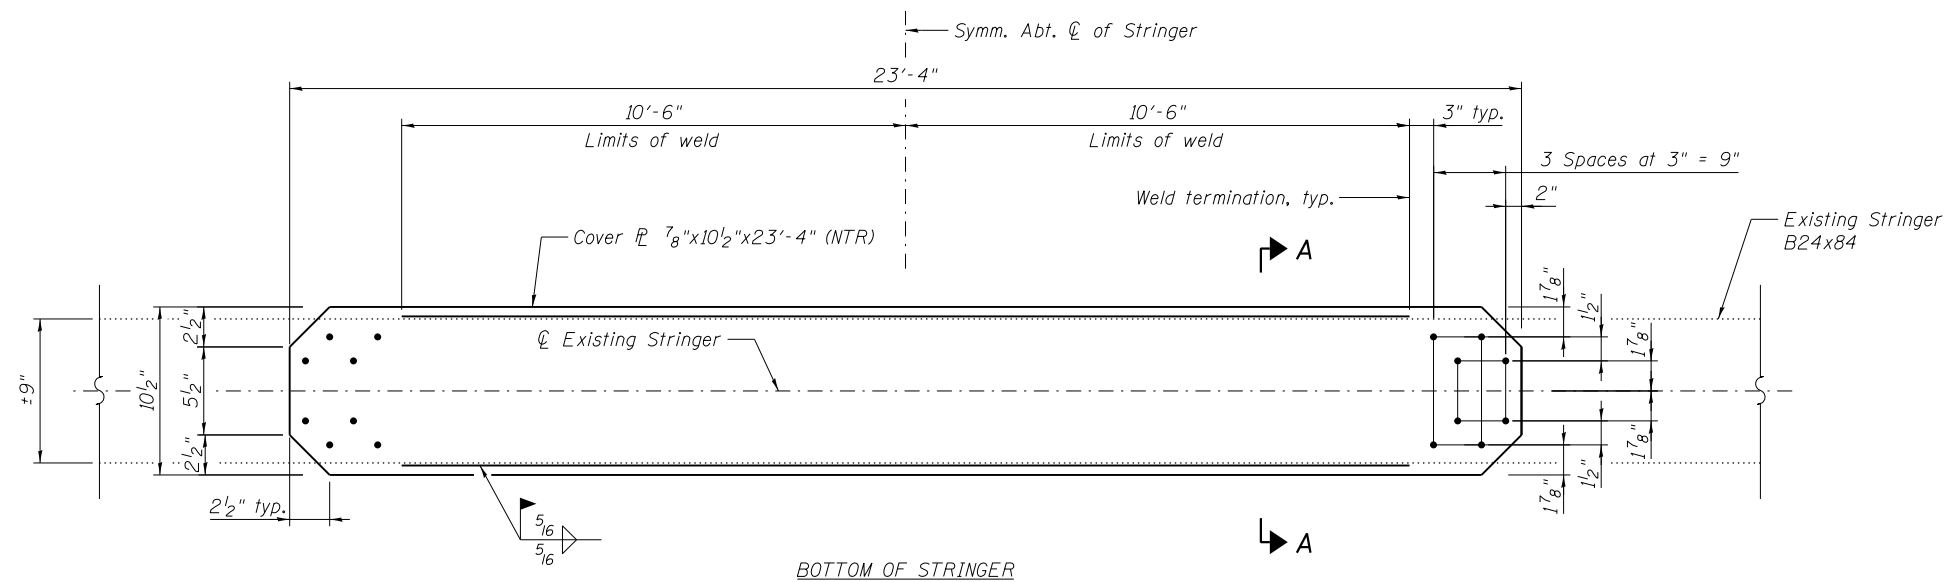 Symm. Abt. ℄ of Stringer
23'-4"
10'-6"
10'-6"
3" typ.
Limits of weld
Limits of weld
3 Spaces at 3" = 9"
Weld termination, typ.
2"
Existing Stringer
B24x84
Cover ℙL 7/8"x10 1/2"x23'-4" (NTR)
A
1 7/8"
1 1/2"
1 7/8"
℄ Existing Stringer
±9"
10 1/2"
2 1/2"
5 1/2"
2 1/2"
1 7/8"
1 1/2"
1 7/8"
2 1/2" typ.
5/16
5/16
A
BOTTOM OF STRINGER